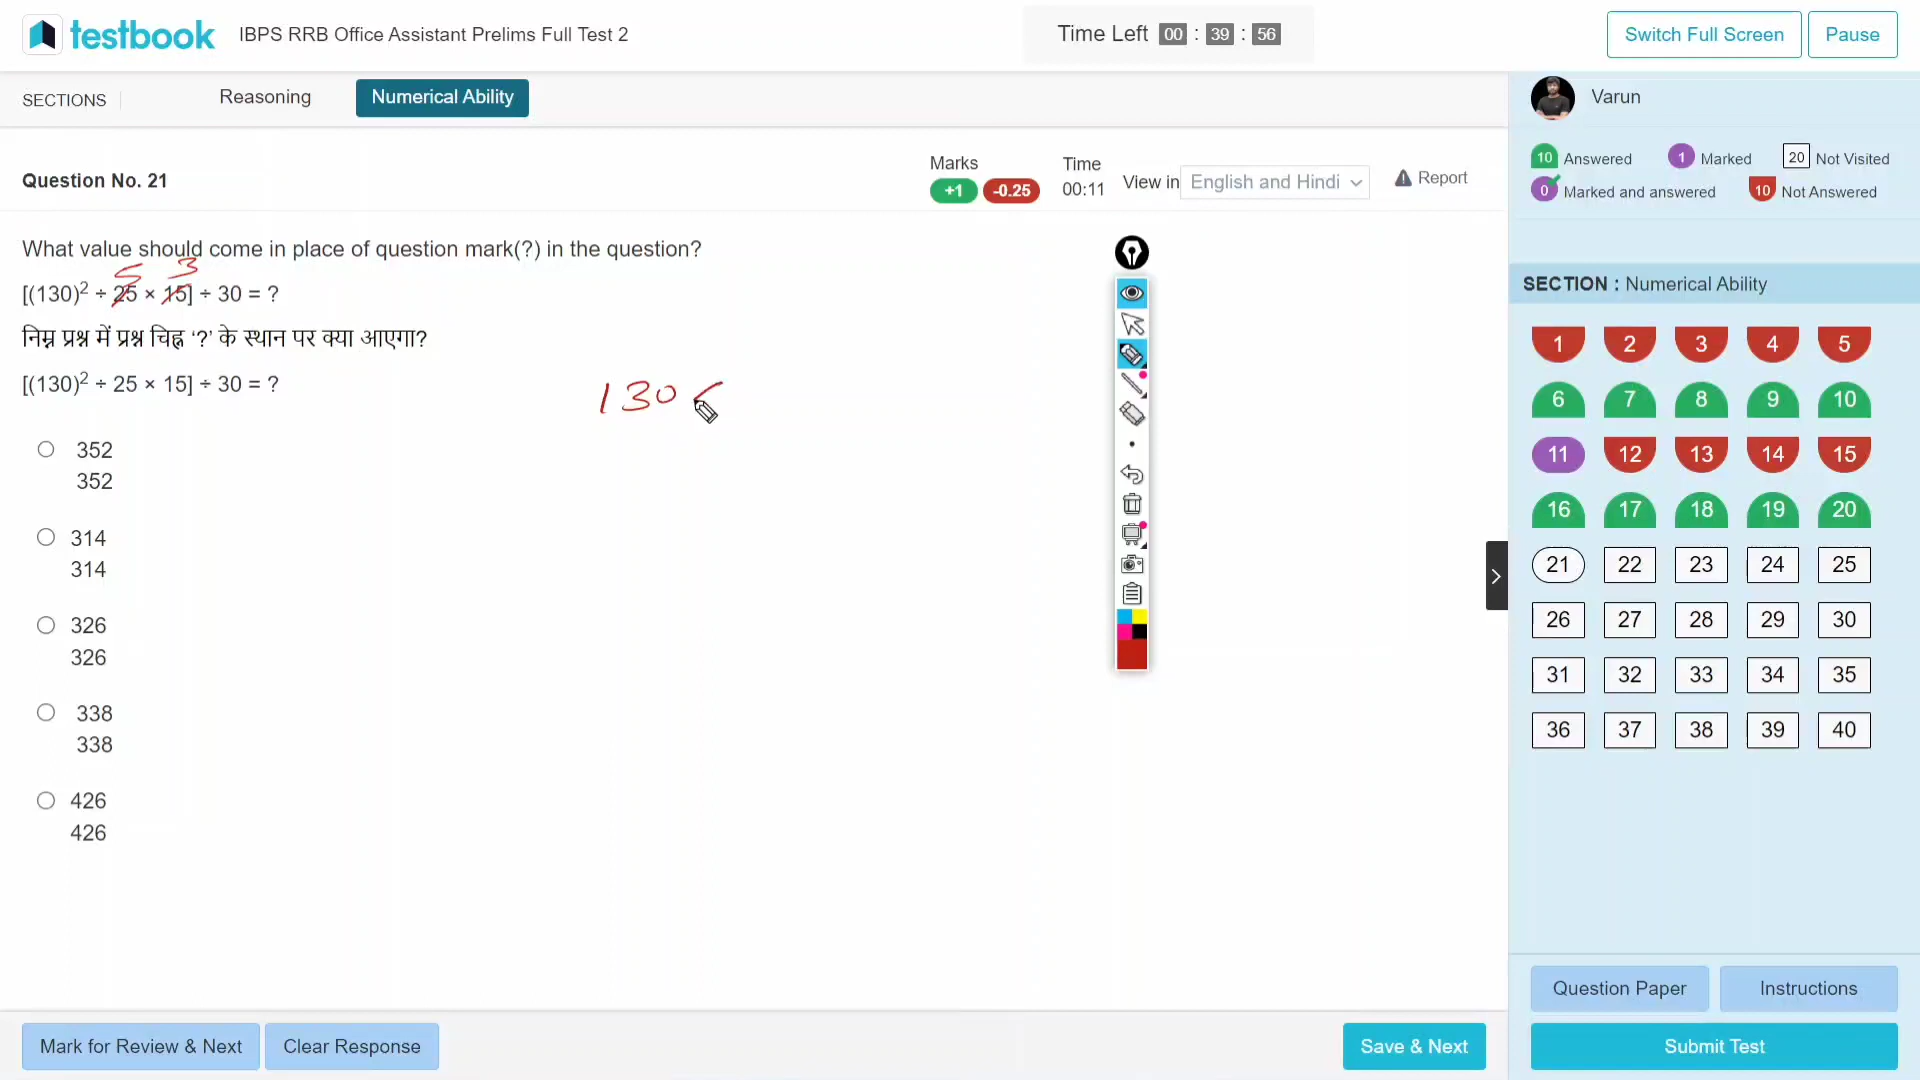 testbook IBPS RRB Office Assistant Prelims Full Test 2 Time Left 00 : 39 : 56 Switch Full Screen Pause
SECTIONS Reasoning Numerical Ability
Varun
10 Answered 1 Marked 20 Not Visited
0 Marked and answered 10 Not Answered
Question No. 21
Marks
+1 -0.25
Time
00:11
View in English and Hindi Report
What value should come in place of question mark(?) in the question?
5 3
[(130)² ÷ 25 × 15] ÷ 30 = ?
निम्न प्रश्न में प्रश्न चिह्न ‘?’ के स्थान पर क्या आएगा?
[(130)² ÷ 25 × 15] ÷ 30 = ?
130
352
352
314
314
326
326
338
338
426
426
SECTION : Numerical Ability
1 2 3 4 5
6 7 8 9 10
11 12 13 14 15
16 17 18 19 20
21 22 23 24 25
26 27 28 29 30
31 32 33 34 35
36 37 38 39 40
Question Paper Instructions
Mark for Review & Next Clear Response Save & Next Submit Test